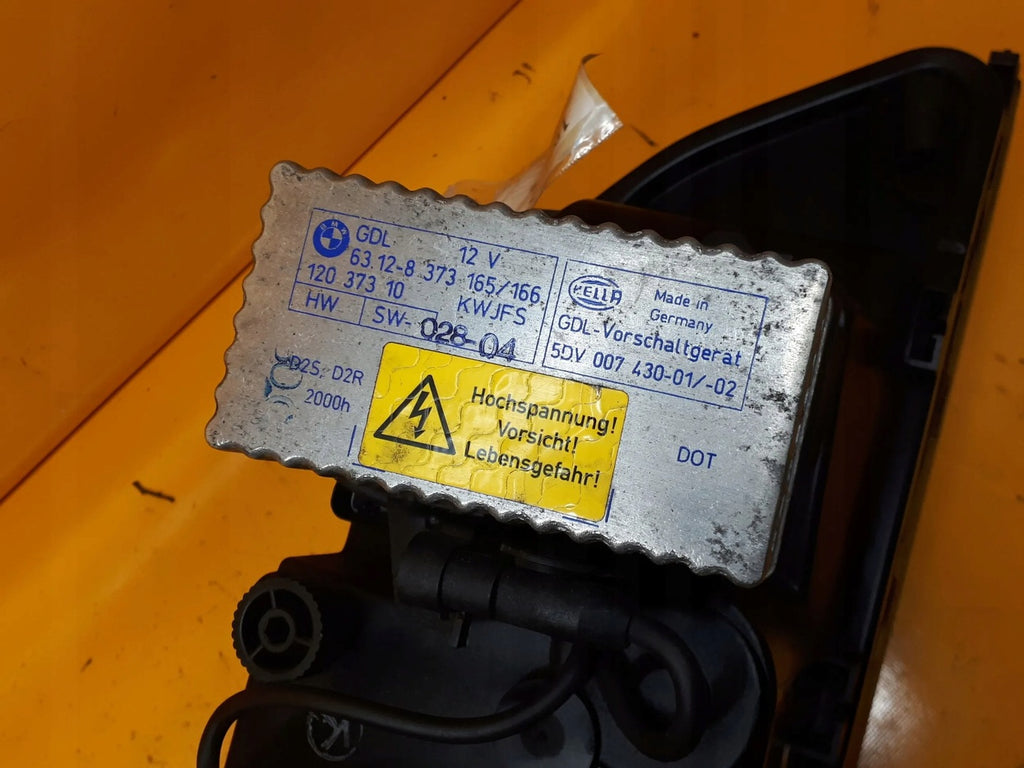 BMW
GDL 12 V
63 12-8 373 165/166
120 373 10 KWJFS
HW SW- 028-04
HELLA Made in
Germany
GDL-Vorschaltgerät
5DV 007 430-01/-02
D2S, D2R
2000h
Hochspannung!
Vorsicht!
Lebensgefahr!
DOT
K